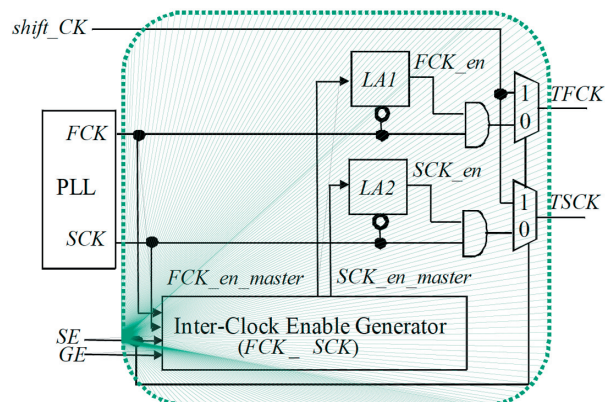 shift_CK
FCK_en
LA1
1
TFCK
0
FCK
PLL
SCK_en
LA2
1
TSCK
0
SCK
FCK_en_master
SCK_en_master
Inter-Clock Enable Generator
(FCK_ SCK)
SE
GE